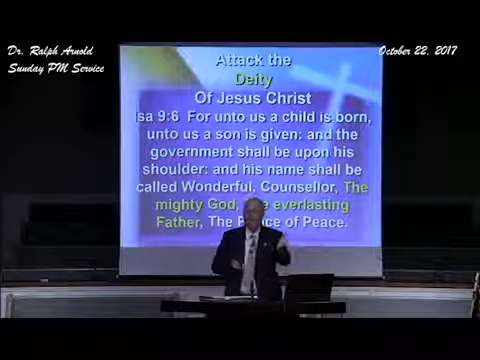 Dr. Ralph Arnold
Sunday PM Service
October 22, 2017
Attack the
Deity
Of Jesus Christ
Isa 9:6 For unto us a child is born,
unto us a son is given: and the
government shall be upon his
shoulder: and his name shall be
called Wonderful, Counsellor, The
mighty God, everlasting
Father, The of Peace.